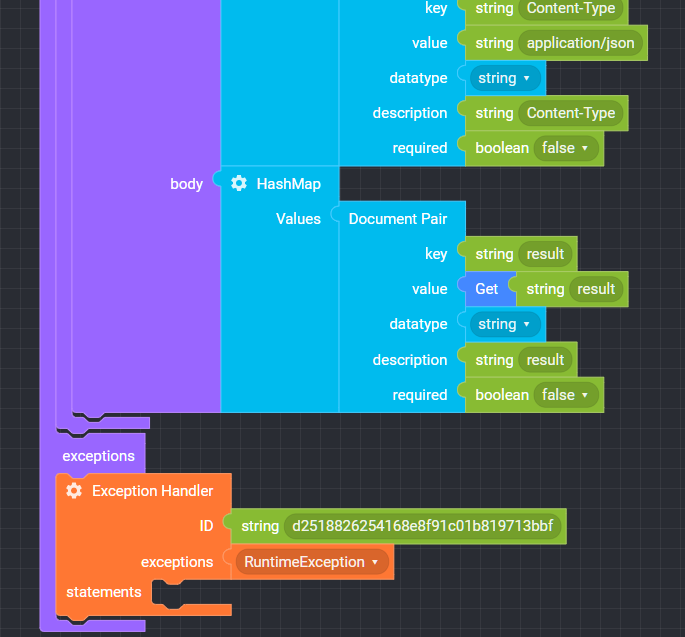 key string Content-Type
value string application/json
datatype string
description string Content-Type
required boolean false
body HashMap
Values Document Pair
key string result
value Get string result
datatype string
description string result
required boolean false
exceptions
Exception Handler
ID string d2518826254168e8f91c01b819713bbf
exceptions RuntimeException
statements